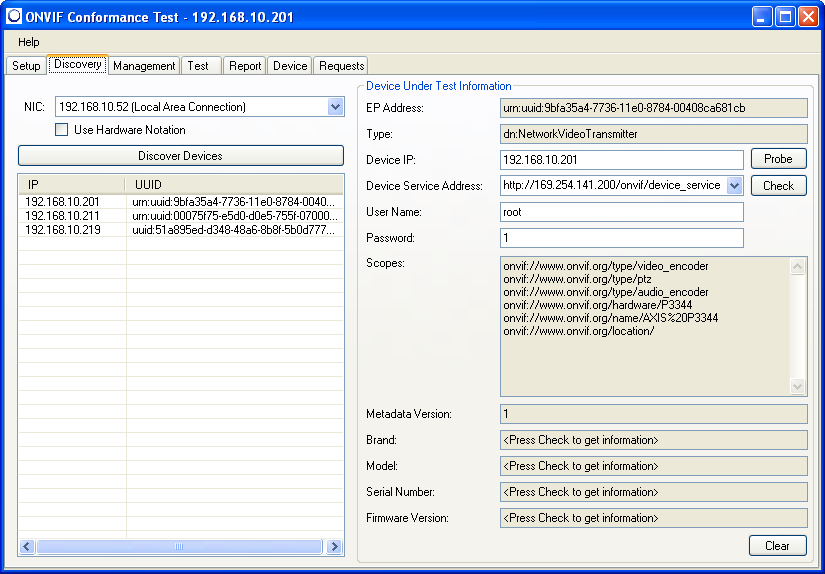 ONVIF Conformance Test - 192.168.10.201
Help
Setup Discovery Management Test Report Device Requests
NIC: 192.168.10.52 (Local Area Connection)
Use Hardware Notation
Discover Devices
IP UUID
192.168.10.201 urn:uuid:9bfa35a4-7736-11e0-8784-0040...
192.168.10.211 urn:uuid:00075f75-e5d0-d0e5-755f-07000...
192.168.10.219 uuid:51a895ed-d348-48a6-8b8f-5b0d777...
Device Under Test Information
EP Address: urn:uuid:9bfa35a4-7736-11e0-8784-00408ca681cb
Type: dn:NetworkVideoTransmitter
Device IP: 192.168.10.201 Probe
Device Service Address: http://169.254.141.200/onvif/device_service Check
User Name: root
Password: 1
Scopes: onvif://www.onvif.org/type/video_encoder
onvif://www.onvif.org/type/ptz
onvif://www.onvif.org/type/audio_encoder
onvif://www.onvif.org/hardware/P3344
onvif://www.onvif.org/name/AXIS%20P3344
onvif://www.onvif.org/location/
Metadata Version: 1
Brand: <Press Check to get information>
Model: <Press Check to get information>
Serial Number: <Press Check to get information>
Firmware Version: <Press Check to get information>
Clear